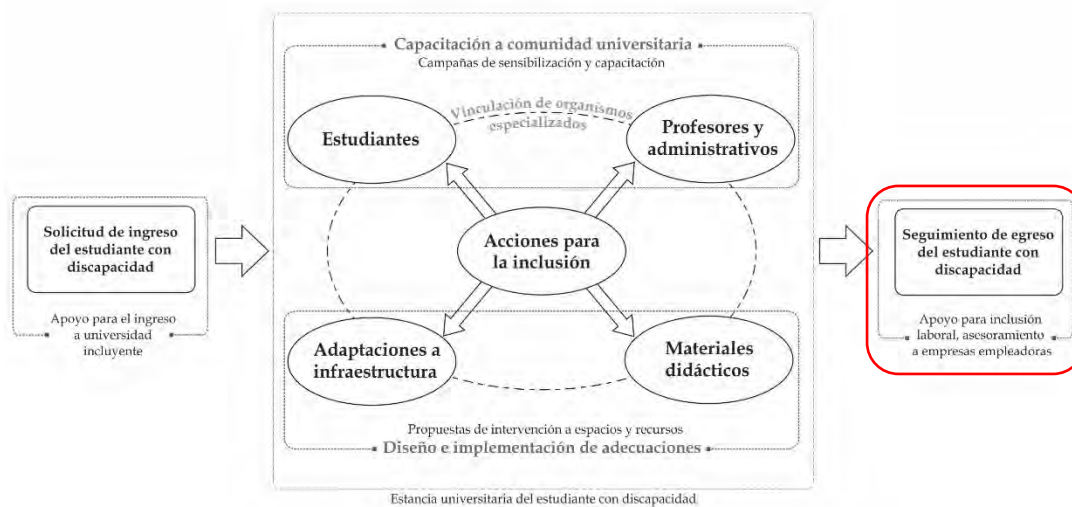 Capacitación a comunidad universitaria
Campañas de sensibilización y capacitación
Vinculación de organismos
especializados
Estudiantes
Profesores y
administrativos
Solicitud de ingreso
del estudiante con
discapacidad
Apoyo para el ingreso
a universidad
incluyente
Acciones para
la inclusión
Seguimiento de egreso
del estudiante con
discapacidad
Apoyo para inclusión
laboral, asesoramiento
a empresas empleadoras
Adaptaciones a
infraestructura
Materiales
didácticos
Propuestas de intervención a espacios y recursos
Diseño e implementación de adecuaciones
Estancia universitaria del estudiante con discapacidad